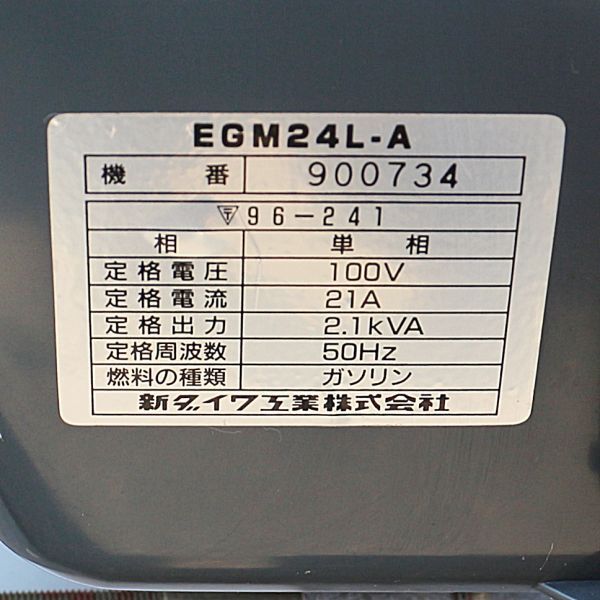 EGM24L-A
機番 900734
〒96-241
相 単相
定格電圧 100V
定格電流 21A
定格出力 2.1kVA
定格周波数 50Hz
燃料の種類 ガソリン
新ダイワ工業株式会社